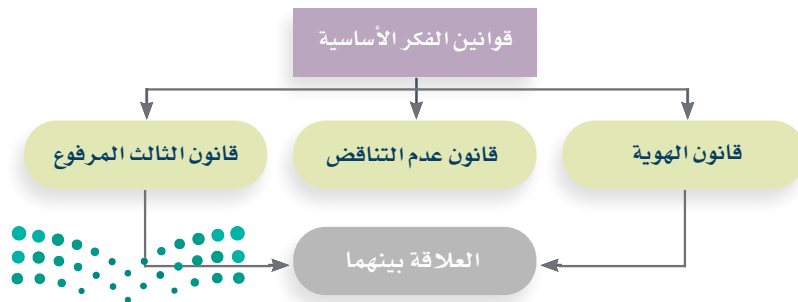 قوانين الفكر الأساسية
قانون الهوية
قانون عدم التناقض
قانون الثالث المرفوع
العلاقة بينهما